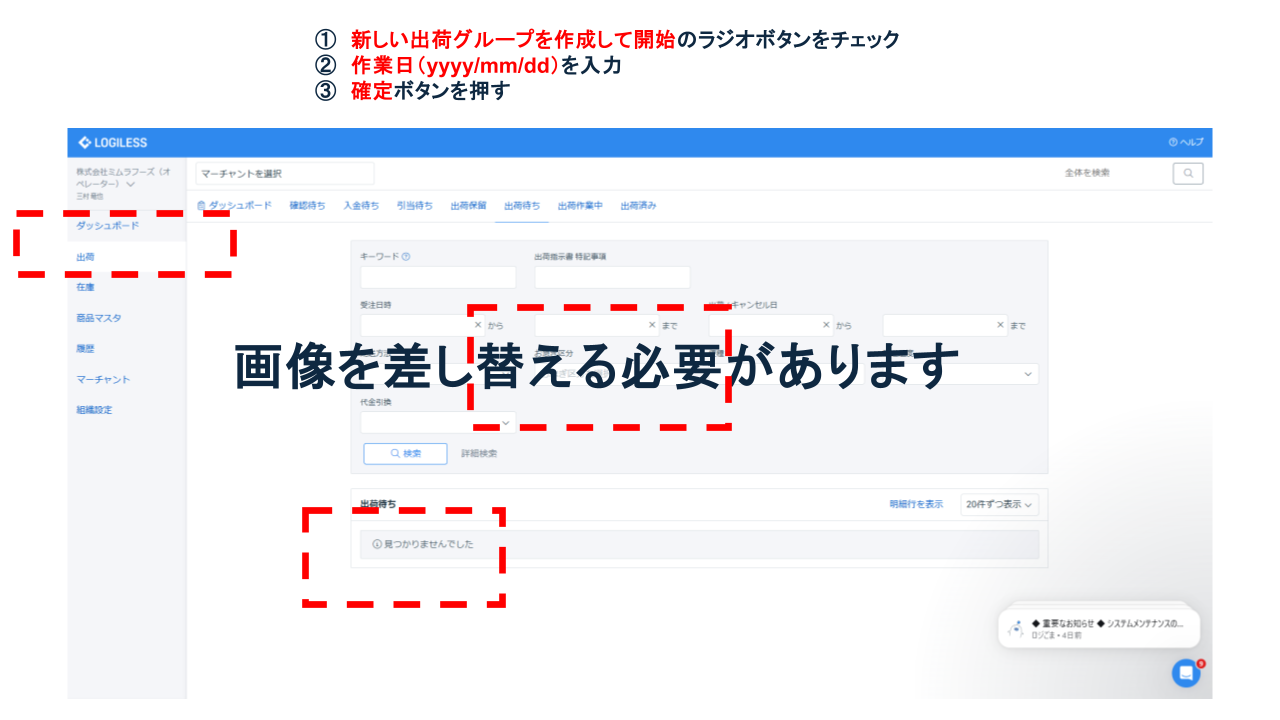 ① 新しい出荷グループを作成して開始のラジオボタンをチェック
② 作業日（yyyy/mm/dd）を入力
③ 確定ボタンを押す
LOGILESS
ヘルプ
株式会社ミムラフーズ（オペレーター）
マーチャントを選択
全体を検索
ダッシュボード 確認待ち 入金待ち 引当待ち 出荷保留 出荷待ち 出荷作業中 出荷済み
ダッシュボード
出荷
在庫
商品マスタ
履歴
マーチャント
組織設定
キーワード
出荷指示書 特記事項
受注日時
キャンセル日
から
まで
から
まで
画像を差し替える必要があります
代金引換
検索
詳細検索
出荷待ち
明細行を表示
20件ずつ表示
見つかりませんでした
◆ 重要なお知らせ ◆ システムメンテナンスの...
ロジごま・4日前
9